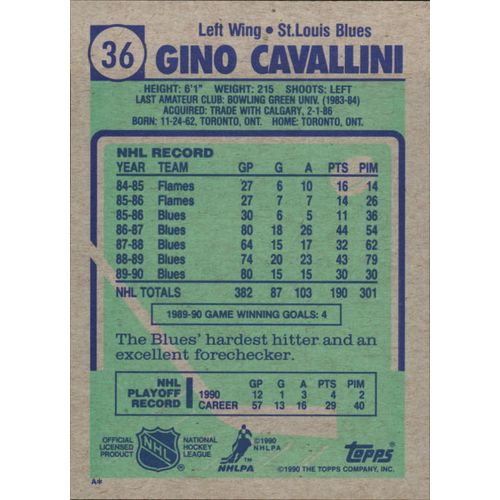 36
Left Wing • St.Louis Blues
GINO CAVALLINI
HEIGHT: 6'1" WEIGHT: 215 SHOOTS: LEFT
LAST AMATEUR CLUB: BOWLING GREEN UNIV. (1983-84)
ACQUIRED: TRADE WITH CALGARY, 2-1-86
BORN: 11-24-62, TORONTO, ONT. HOME: TORONTO, ONT.
NHL RECORD
YEAR TEAM GP G A PTS PIM
84-85 Flames 27 6 10 16 14
85-86 Flames 27 7 7 14 26
85-86 Blues 30 6 5 11 36
86-87 Blues 80 18 26 44 54
87-88 Blues 64 15 17 32 62
88-89 Blues 74 20 23 43 79
89-90 Blues 80 15 15 30 30
NHL TOTALS 382 87 103 190 301
1989-90 GAME WINNING GOALS: 4
The Blues' hardest hitter and an
excellent forechecker.
NHL PLAYOFF RECORD
GP G A PTS PIM
1990 12 1 3 4 2
CAREER 57 13 16 29 40
OFFICIAL LICENSED PRODUCT
NHL
NATIONAL HOCKEY LEAGUE
NHLPA
©1990 NHLPA
Topps
©1990 THE TOPPS COMPANY, INC.
A*